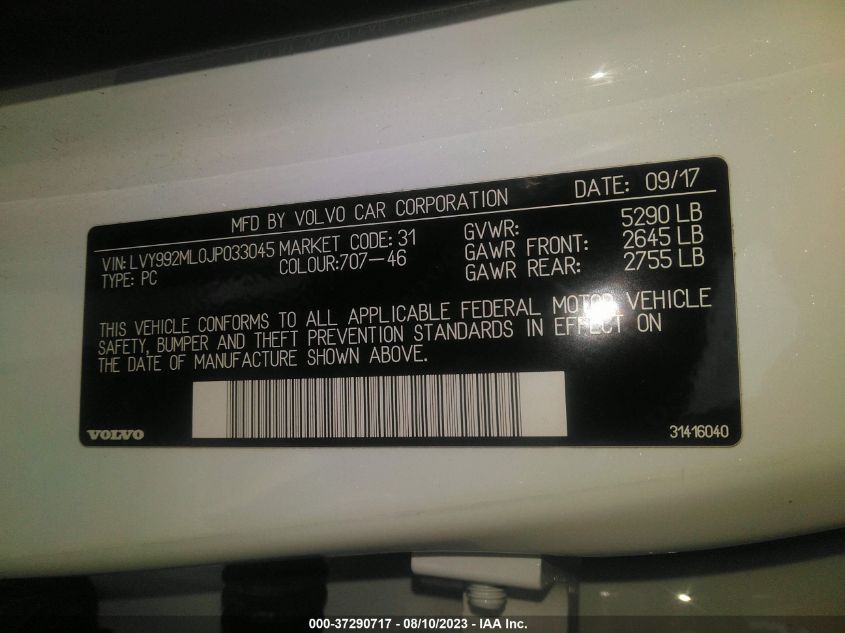 MFD BY VOLVO CAR CORPORATION DATE: 09/17
VIN: LVY992ML0JP033045 MARKET CODE: 31 GVWR: 5290 LB
TYPE: PC COLOUR:707-46 GAWR FRONT: 2645 LB
GAWR REAR: 2755 LB
THIS VEHICLE CONFORMS TO ALL APPLICABLE FEDERAL MOTOR VEHICLE
SAFETY, BUMPER AND THEFT PREVENTION STANDARDS IN EFFECT ON
THE DATE OF MANUFACTURE SHOWN ABOVE.
VOLVO 31416040
000-37290717 - 08/10/2023 - IAA Inc.